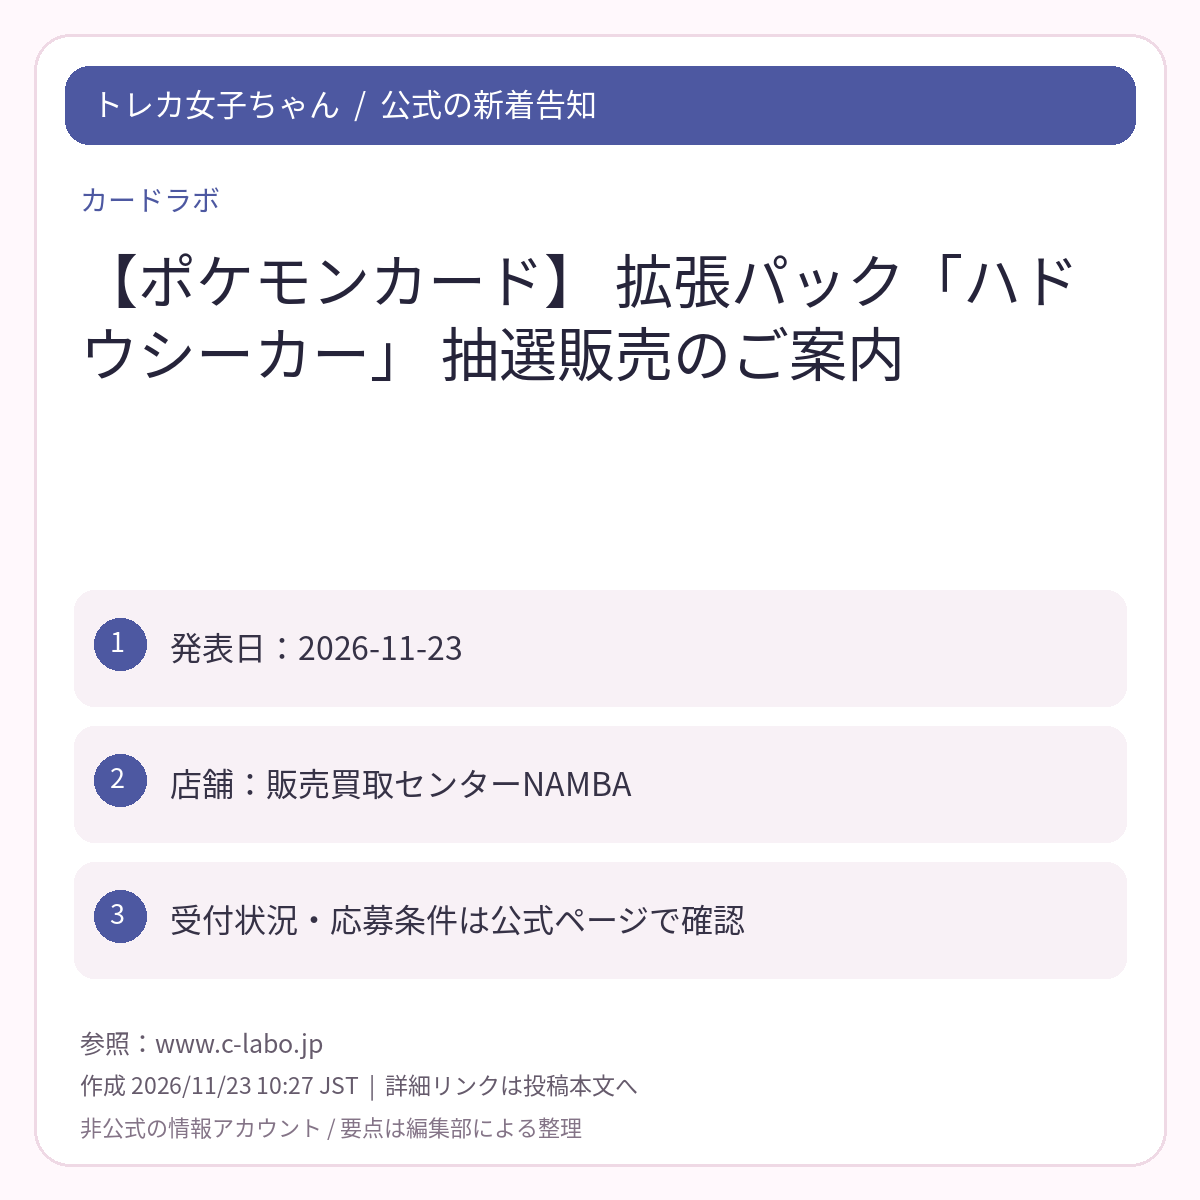 トレカ女子ちゃん / 公式の新着告知
カードラボ
【ポケモンカード】 拡張パック「ハド
ウシーカー」 抽選販売のご案内
1 発表日：2026-11-23
2 店舗：販売買取センターNAMBA
3 受付状況・応募条件は公式ページで確認
参照：www.c-labo.jp
作成 2026/11/23 10:27 JST｜詳細リンクは投稿本文へ
非公式の情報アカウント / 要点は編集部による整理